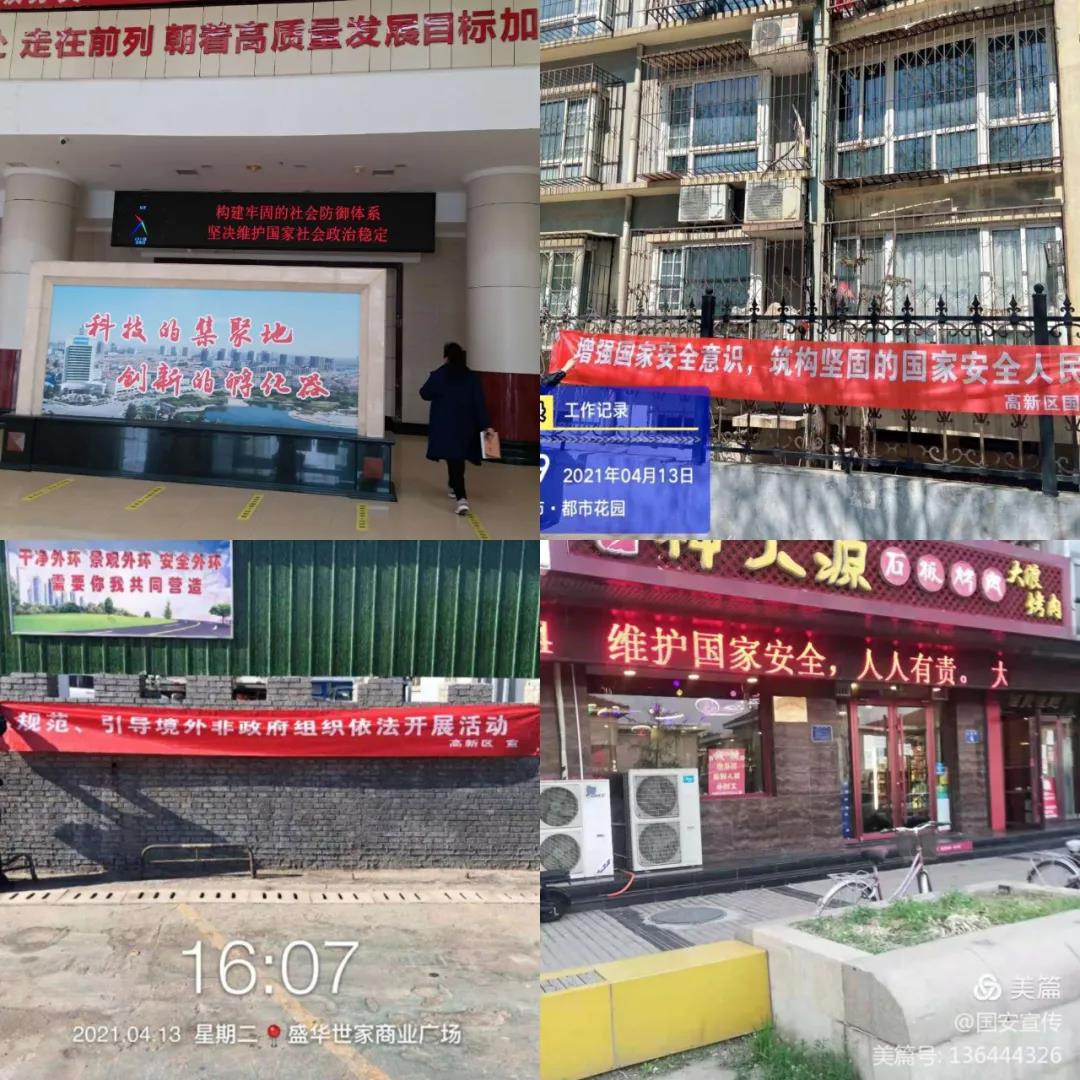 走在前列 朝着高质量发展目标加
构建牢固的社会防御体系
坚决维护国家社会政治稳定
科技的集聚地
创新的孵化器
增强国家安全意识，筑构坚固的国家安全人民
高新区国
工作记录
2021年04月13日
·都市花园
干净外环 景观外环 安全外环
需要你我共同营造
规范、引导境外非政府组织依法开展活动
高新区 宣
16:07
2021.04.13 星期二 盛华世家商业广场
源
石板烤肉
大腹
烤肉
维护国家安全，人人有责。大
美篇
@国安宣传
美篇号: 136444326